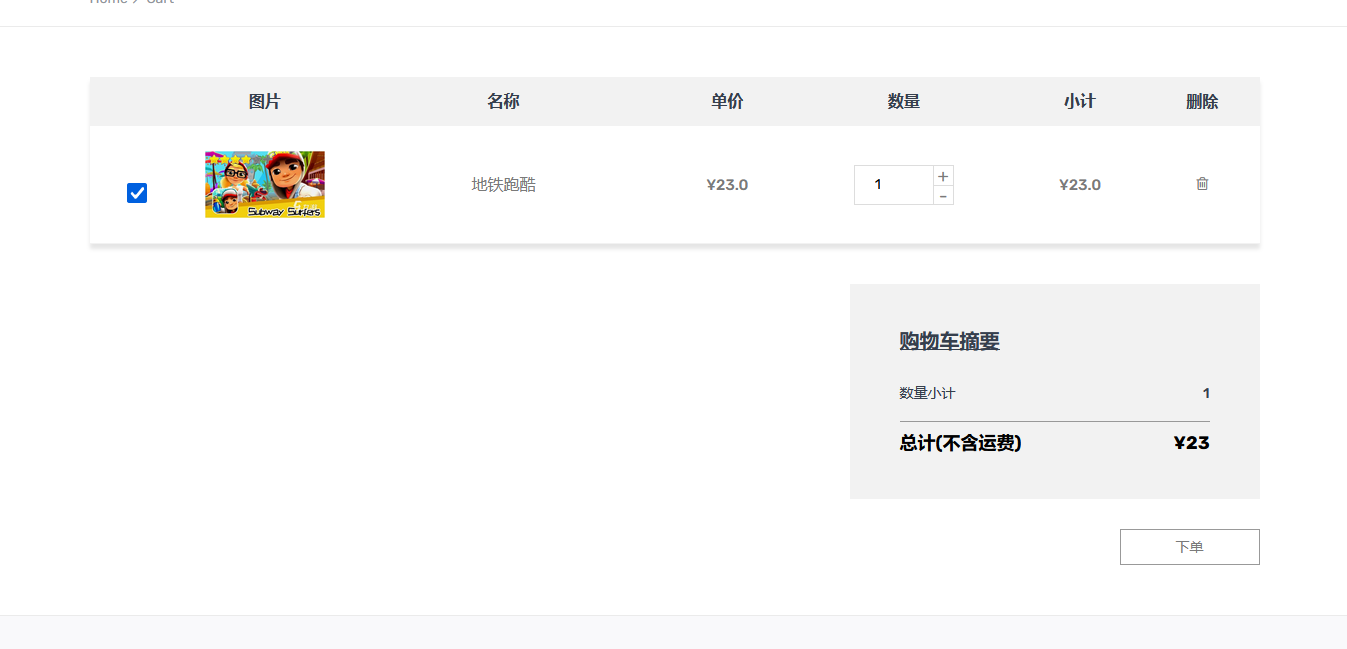 Home > Cart
图片 名称 单价 数量 小计 删除
Subway Surfers
地铁跑酷 ¥23.0 1 + - ¥23.0
购物车摘要
数量小计 1
总计(不含运费) ¥23
下单